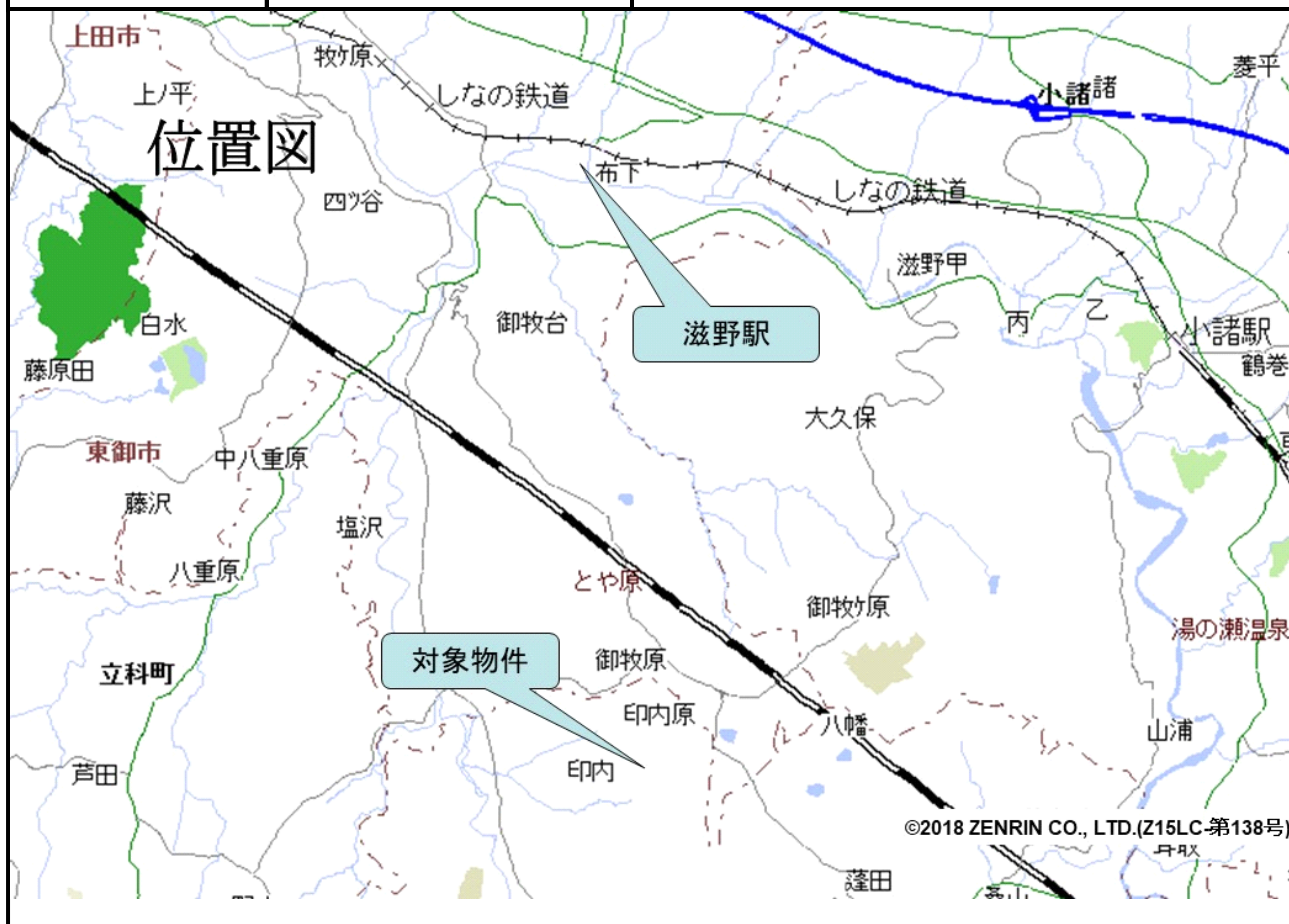 上田市
牧ケ原
しなの鉄道
小諸
諸
菱平
上ノ平
位置図
布下
四ツ谷
しなの鉄道
滋野甲
御牧台
滋野駅
丙
乙
小諸駅
鶴巻
白水
藤原田
大久保
東御市
中八重原
藤沢
塩沢
八重原
とや原
御牧ケ原
湯の瀬温泉
対象物件
御牧原
立科町
印内原
八幡
山浦
印内
芦田
©2018 ZENRIN CO., LTD.(Z15LC-第138号)
耳取
蓬田